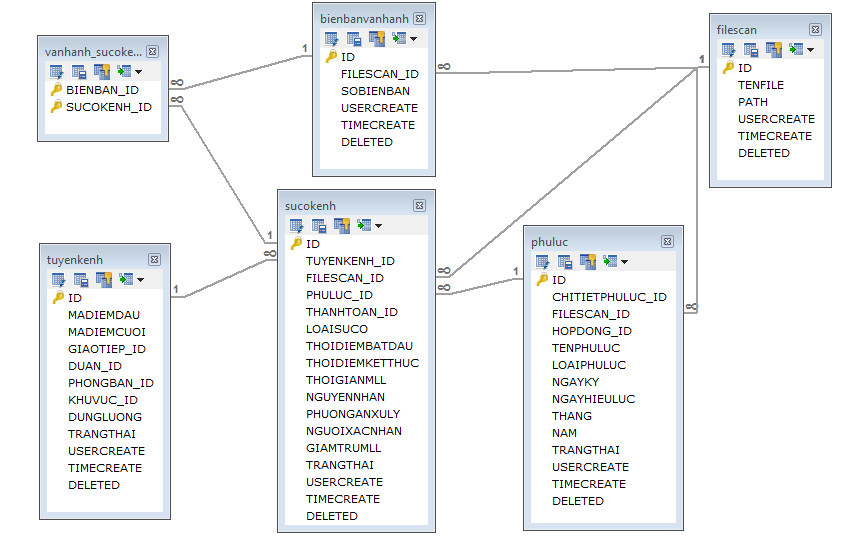 vanhanh_sucoke...
BIENBAN_ID
SUCOKENH_ID
bienbanvanhanh
ID
FILESCAN_ID
SOBIENBAN
USERCREATE
TIMECREATE
DELETED
filescan
ID
TENFILE
PATH
USERCREATE
TIMECREATE
DELETED
tuyenkenh
ID
MADIEMDAU
MADIEMCUOI
GIAOTIEP_ID
DUAN_ID
PHONGBAN_ID
KHUVUC_ID
DUNGLUONG
TRANGTHAI
USERCREATE
TIMECREATE
DELETED
sucokenh
ID
TUYENKENH_ID
FILESCAN_ID
PHULUC_ID
THANHTOAN_ID
LOAISUCO
THOIDIEMBATDAU
THOIDIEMKETTHUC
THOIGIANMLL
NGUYENNHAN
PHUONGANXULY
NGUOIXACNHAN
GIAMTRUMLL
TRANGTHAI
USERCREATE
TIMECREATE
DELETED
phuluc
ID
CHITIETPHULUC_ID
FILESCAN_ID
HOPDONG_ID
TENPHULUC
LOAIPHULUC
NGAYKY
NGAYHIEULUC
THANG
NAM
TRANGTHAI
USERCREATE
TIMECREATE
DELETED
1
∞
∞
1
∞
1
∞
1
∞
∞
1
∞